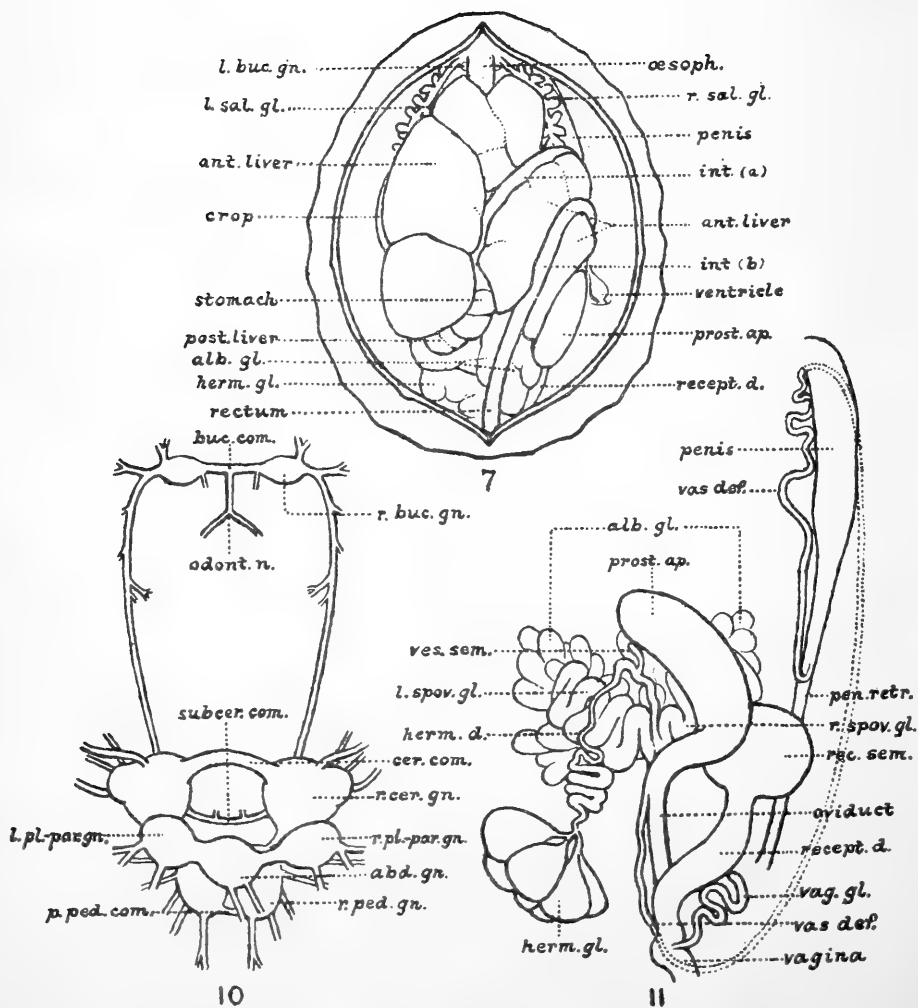 l. buc. gn.
œsoph.
l. sal. gl.
r. sal. gl.
penis
ant. liver
int. (a)
crop
ant. liver
int (b)
stomach
ventricle
post. liver
prost. ap.
alb. gl.
herm. gl.
recept. d.
rectum
7
buc. com.
r. buc. gn.
odont. n.
subcer. com.
cer. com.
r. cer. gn.
l. pl.-par. gn.
r. pl.-par. gn.
abd. gn.
p. ped. com.
r. ped. gn.
10
penis
vas def.
alb. gl.
prost. ap.
ves. sem.
l. spov. gl.
pen. retr.
r. spov. gl.
herm. d.
rec. sem.
oviduct
recept. d.
vag. gl.
vas def.
herm. gl.
vagina
11